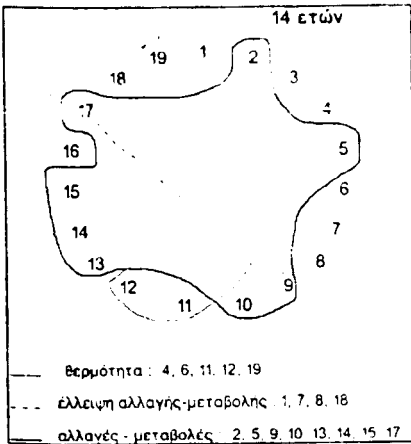 14 ετών
19 1 2
18 3
17 4
16 5
15 6
14 7
13 8
12 9
11 10
θερμότητα : 4, 6, 11, 12, 19
έλλειψη αλλαγής-μεταβολης : 1, 7, 8, 18
αλλαγές - μεταβολές : 2, 5, 9, 10, 13, 14, 15, 17